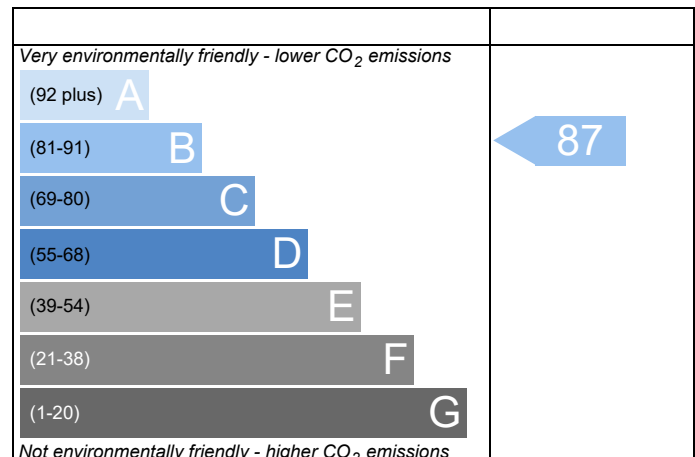 Very environmentally friendly - lower CO2 emissions
(92 plus) A
(81-91) B
87
(69-80) C
(55-68) D
(39-54) E
(21-38) F
(1-20) G
Not environmentally friendly - higher CO2 emissions